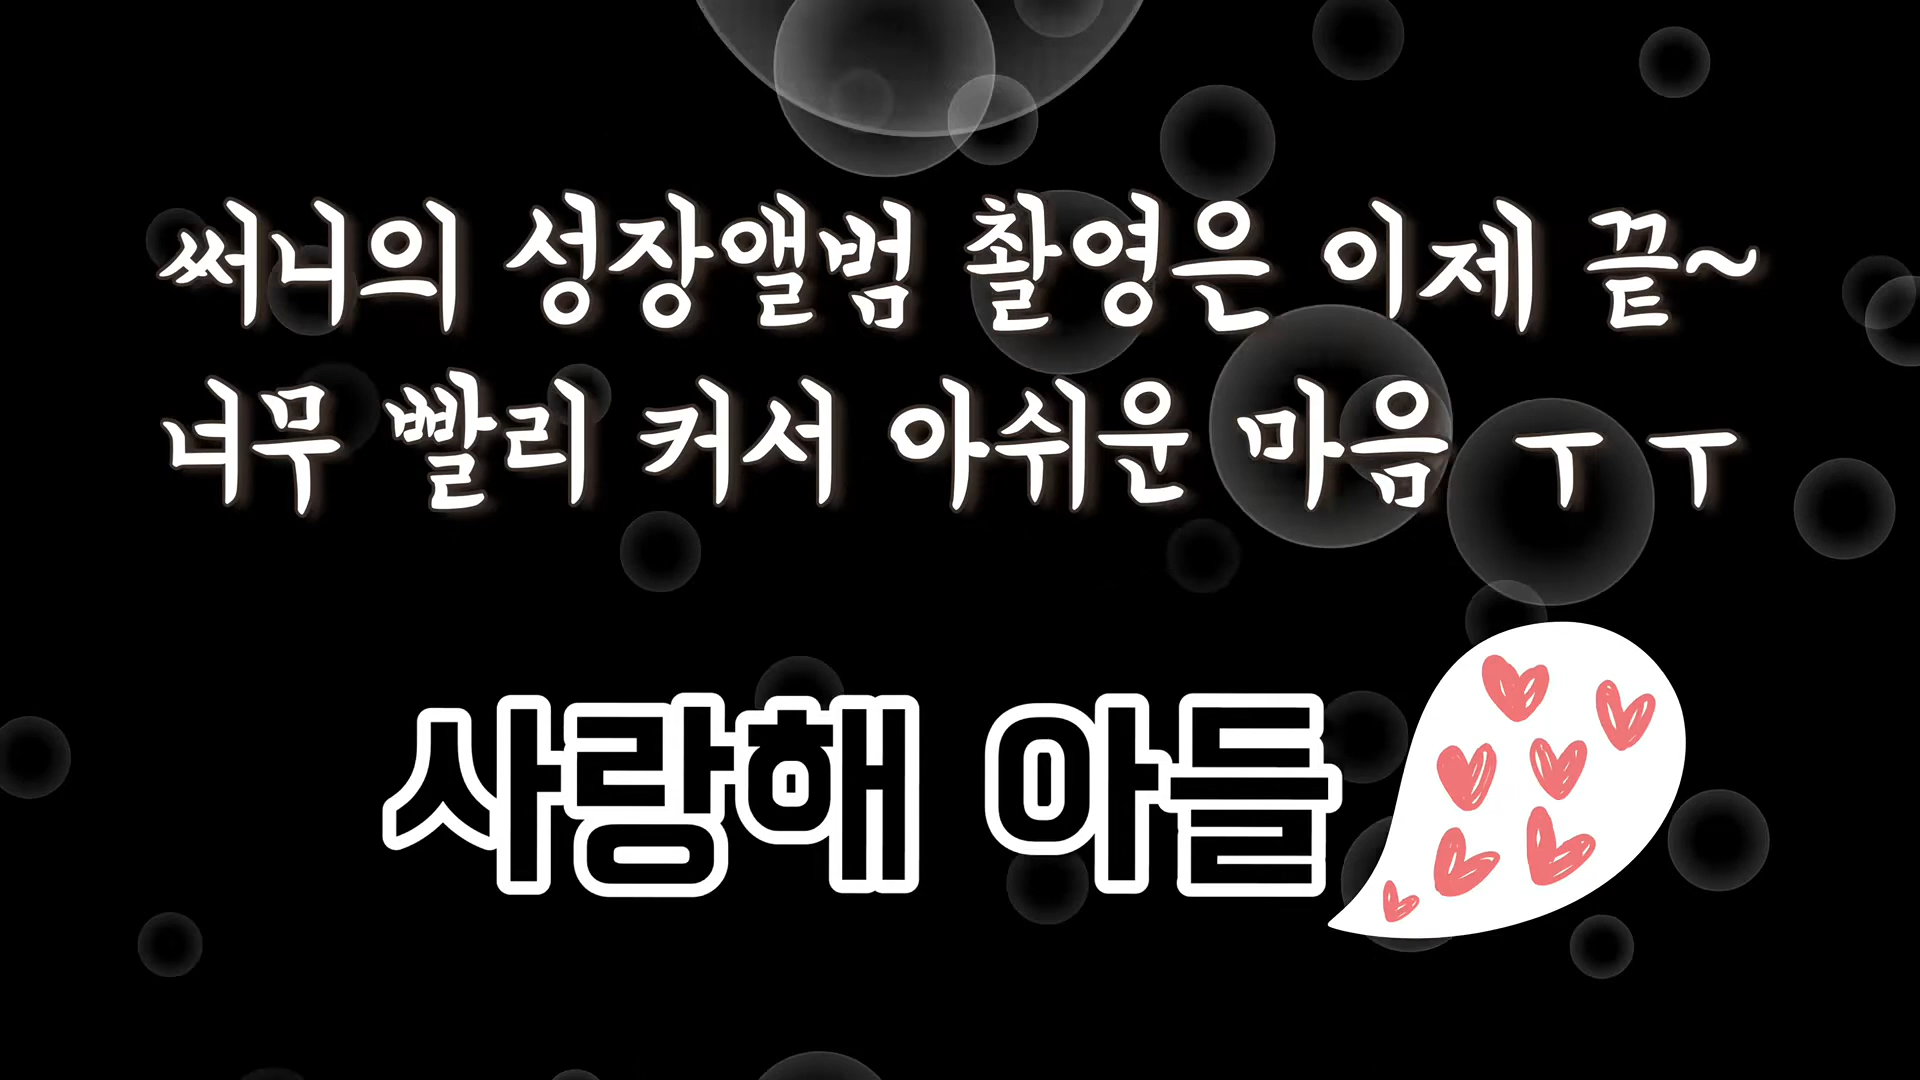 써니의 성장앨범 촬영은 이제 끝~
너무 빨리 커서 아쉬운 마음 ㅜ ㅜ
사랑해 아들